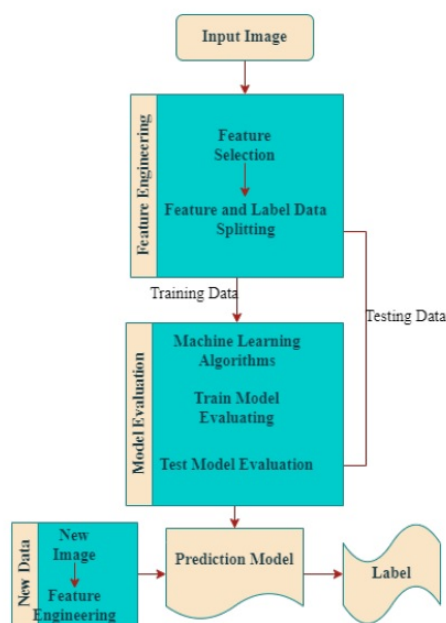 Input Image
Feature Engineering
Feature
Selection
Feature and Label Data
Splitting
Training Data
Testing Data
Model Evaluation
Machine Learning
Algorithms
Train Model
Evaluating
Test Model Evaluation
New Data
New
Image
Feature
Engineering
Prediction Model
Label